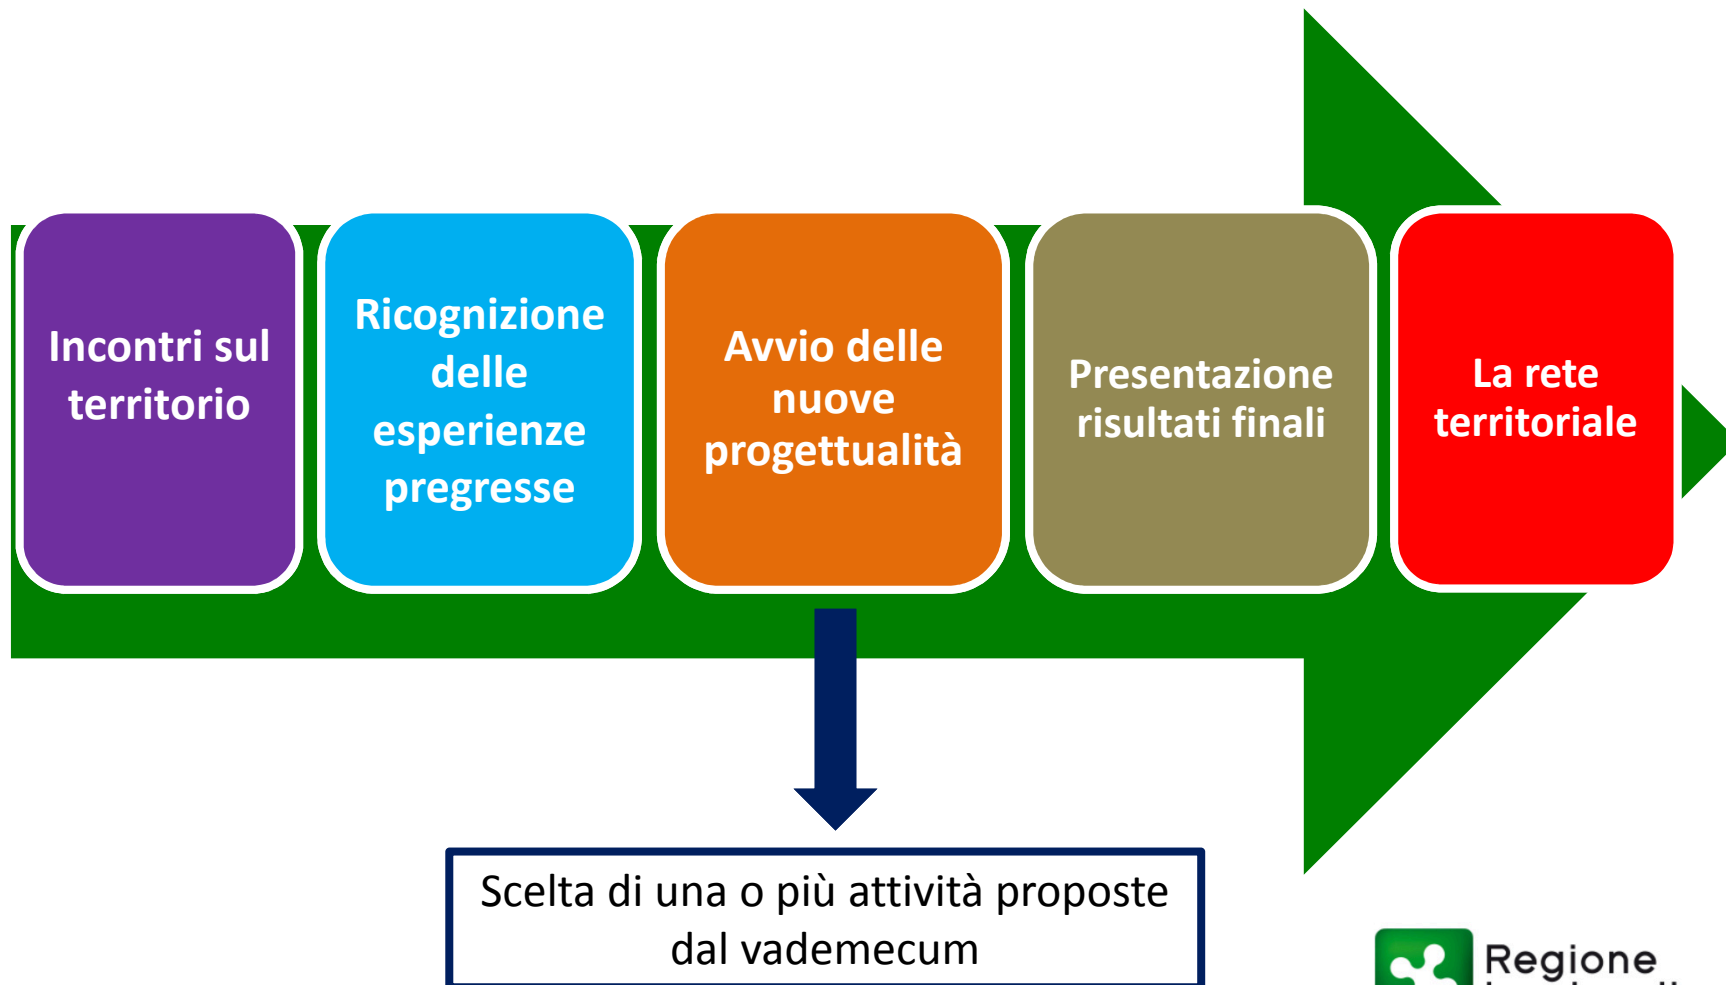 Incontri sul
territorio
Ricognizione
delle
esperienze
pregresse
Avvio delle
nuove
progettualità
Presentazione
risultati finali
La rete
territoriale
Scelta di una o più attività proposte
dal vademecum
Regione